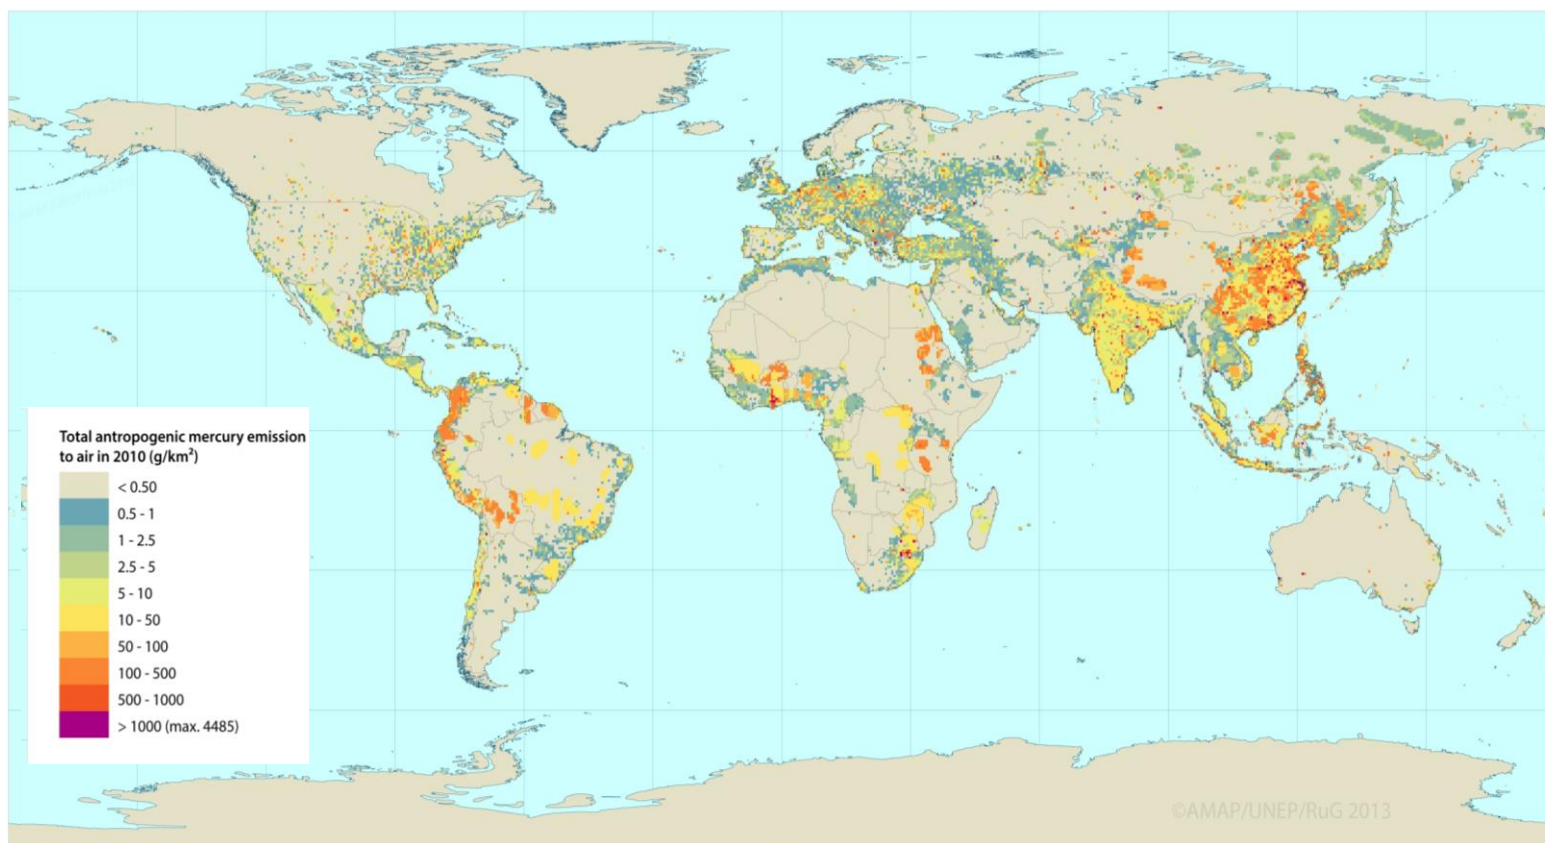 Total antropogenic mercury emission
to air in 2010 (g/km²)
< 0.50
0.5 - 1
1 - 2.5
2.5 - 5
5 - 10
10 - 50
50 - 100
100 - 500
500 - 1000
> 1000 (max. 4485)
©AMAP/UNEP/RuG 2013